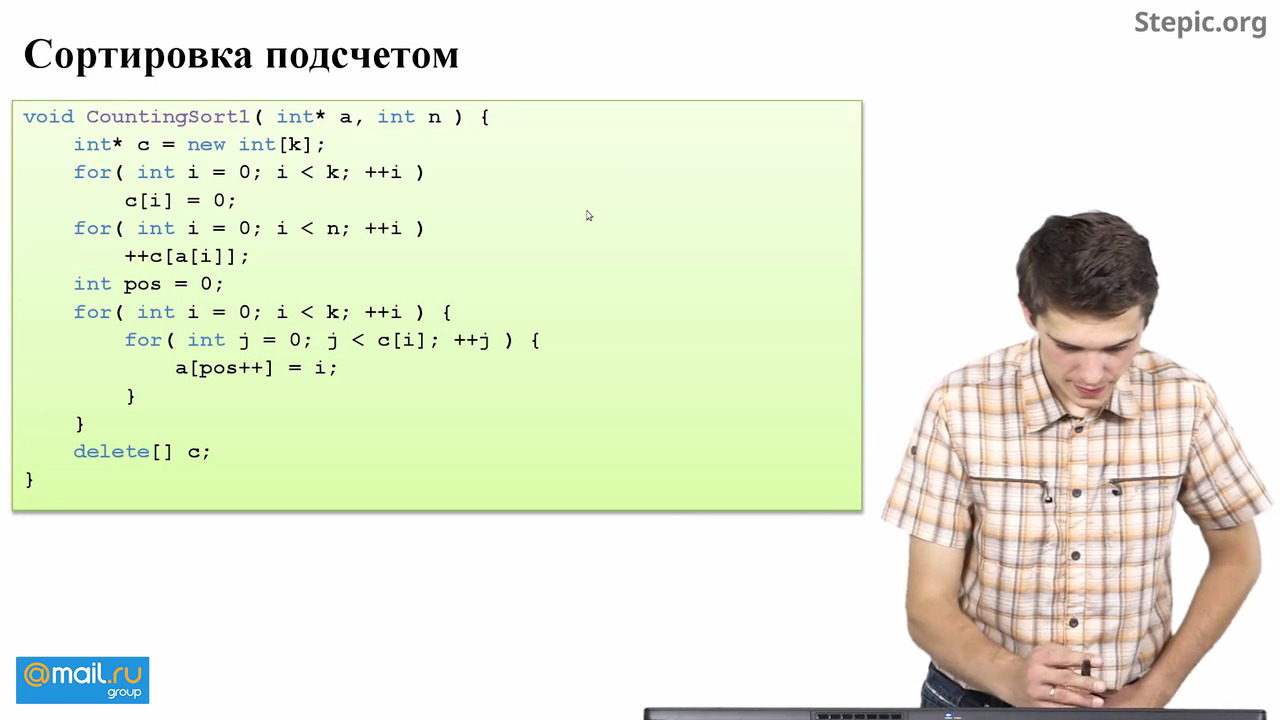 Stepic.org
Сортировка подсчетом
void CountingSort1( int* a, int n ) {
    int* c = new int[k];
    for( int i = 0; i < k; ++i )
        c[i] = 0;
    for( int i = 0; i < n; ++i )
        ++c[a[i]];
    int pos = 0;
    for( int i = 0; i < k; ++i ) {
        for( int j = 0; j < c[i]; ++j ) {
            a[pos++] = i;
        }
    }
    delete[] c;
}
@mail.ru
group